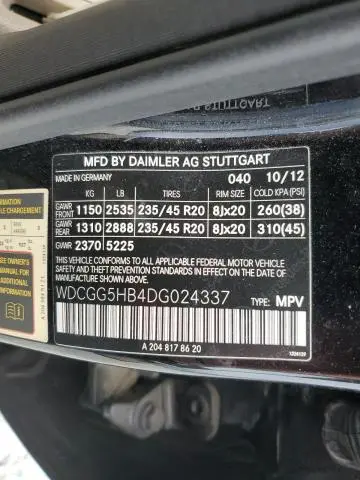 MFD BY DAIMLER AG STUTTGART
MADE IN GERMANY 040 10/12
KG LB TIRES RIM SIZE COLD KPA (PSI)
GAWR FRONT 1150 2535 235/45 R20 8Jx20 260(38)
GAWR REAR 1310 2888 235/45 R20 8Jx20 310(45)
GVWR 2370 5225
THIS VEHICLE CONFORMS TO ALL APPLICABLE FEDERAL MOTOR VEHICLE SAFETY STANDARDS IN EFFECT ON THE DATE OF MANUFACTURE SHOWN ABOVE
WDCGG5HB4DG024337
TYPE: MPV
A 204 817 86 20